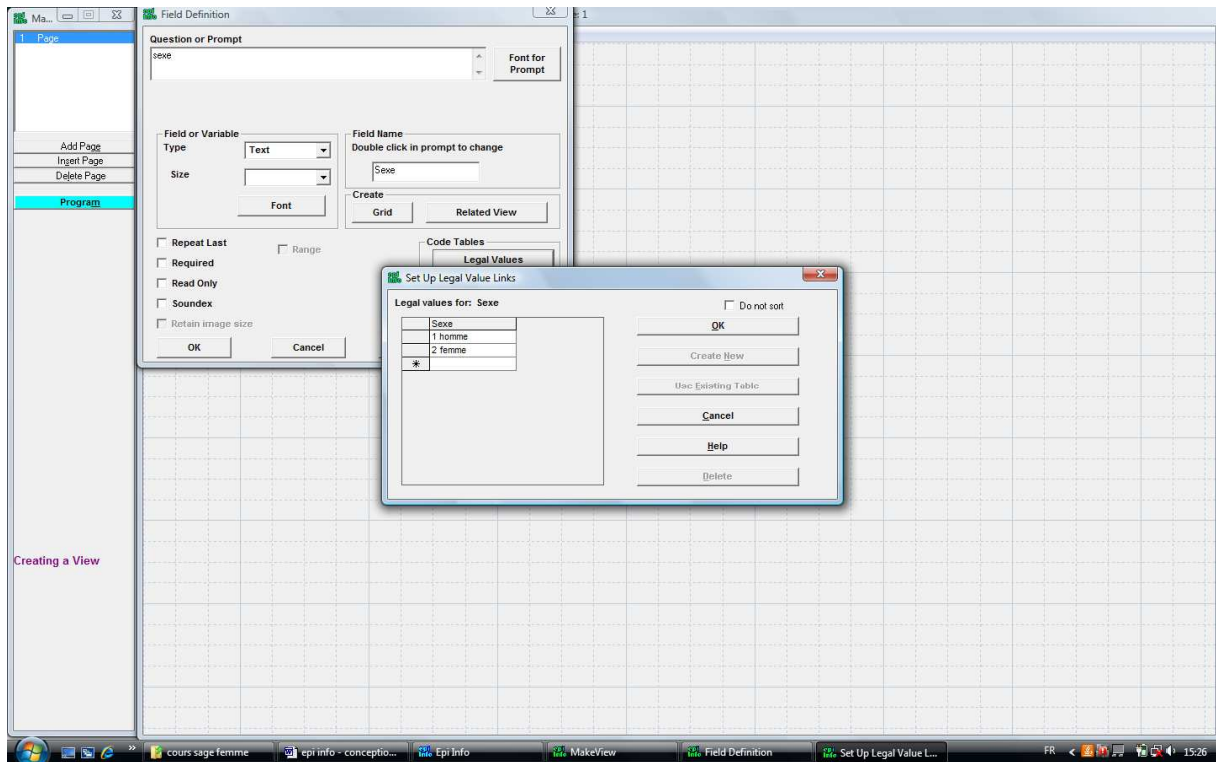 Ma...
1 Page
Add Page
Insert Page
Delete Page
Program
Creating a View
Field Definition
Question or Prompt
sexe
Font for
Prompt
Field or Variable
Type
Text
Size
Font
Field Name
Double click in prompt to change
Sexe
Create
Grid
Related View
Repeat Last
Range
Required
Read Only
Soundex
Retain image size
Code Tables
Legal Values
OK
Cancel
Set Up Legal Value Links
Legal values for: Sexe
Do not sort
Sexe
1 homme
2 femme
*
OK
Create New
Use Existing Table
Cancel
Help
Delete
: 1
»
cours sage femme
epi info - conceptio...
Epi Info
MakeView
Field Definition
Set Up Legal Value L...
FR
<
15:26